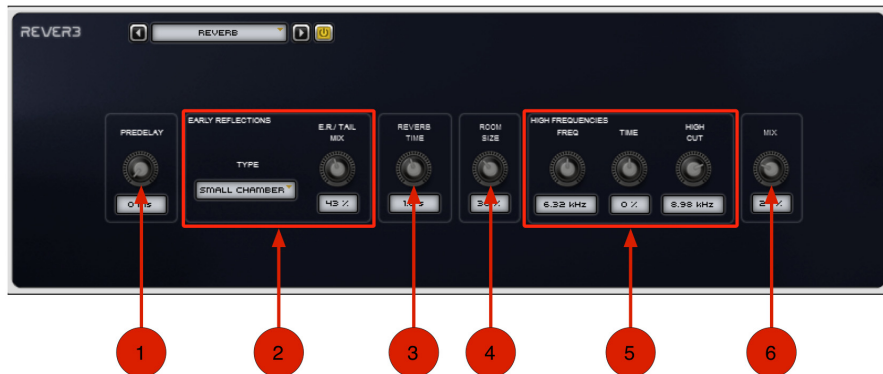 REVER3
REVERB
PREDELAY
EARLY REFLECTIONS
TYPE
SMALL CHAMBER
E.R./ TAIL
MIX
43 %
REVERB
TIME
ROOM
SIZE
HIGH FREQUENCIES
FREQ
6.32 kHz
TIME
0 %
HIGH
CUT
8.98 kHz
MIX
1
2
3
4
5
6